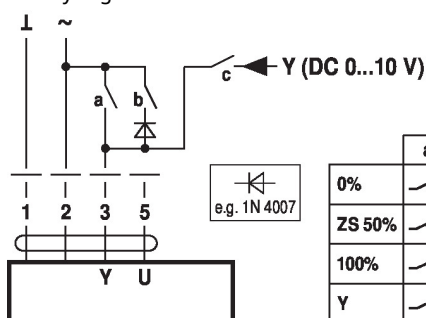 ⊥ ~
a b c Y (DC 0...10 V)
e.g. 1N 4007
1 2 3 5
Y U
a
0%
ZS 50%
100%
Y